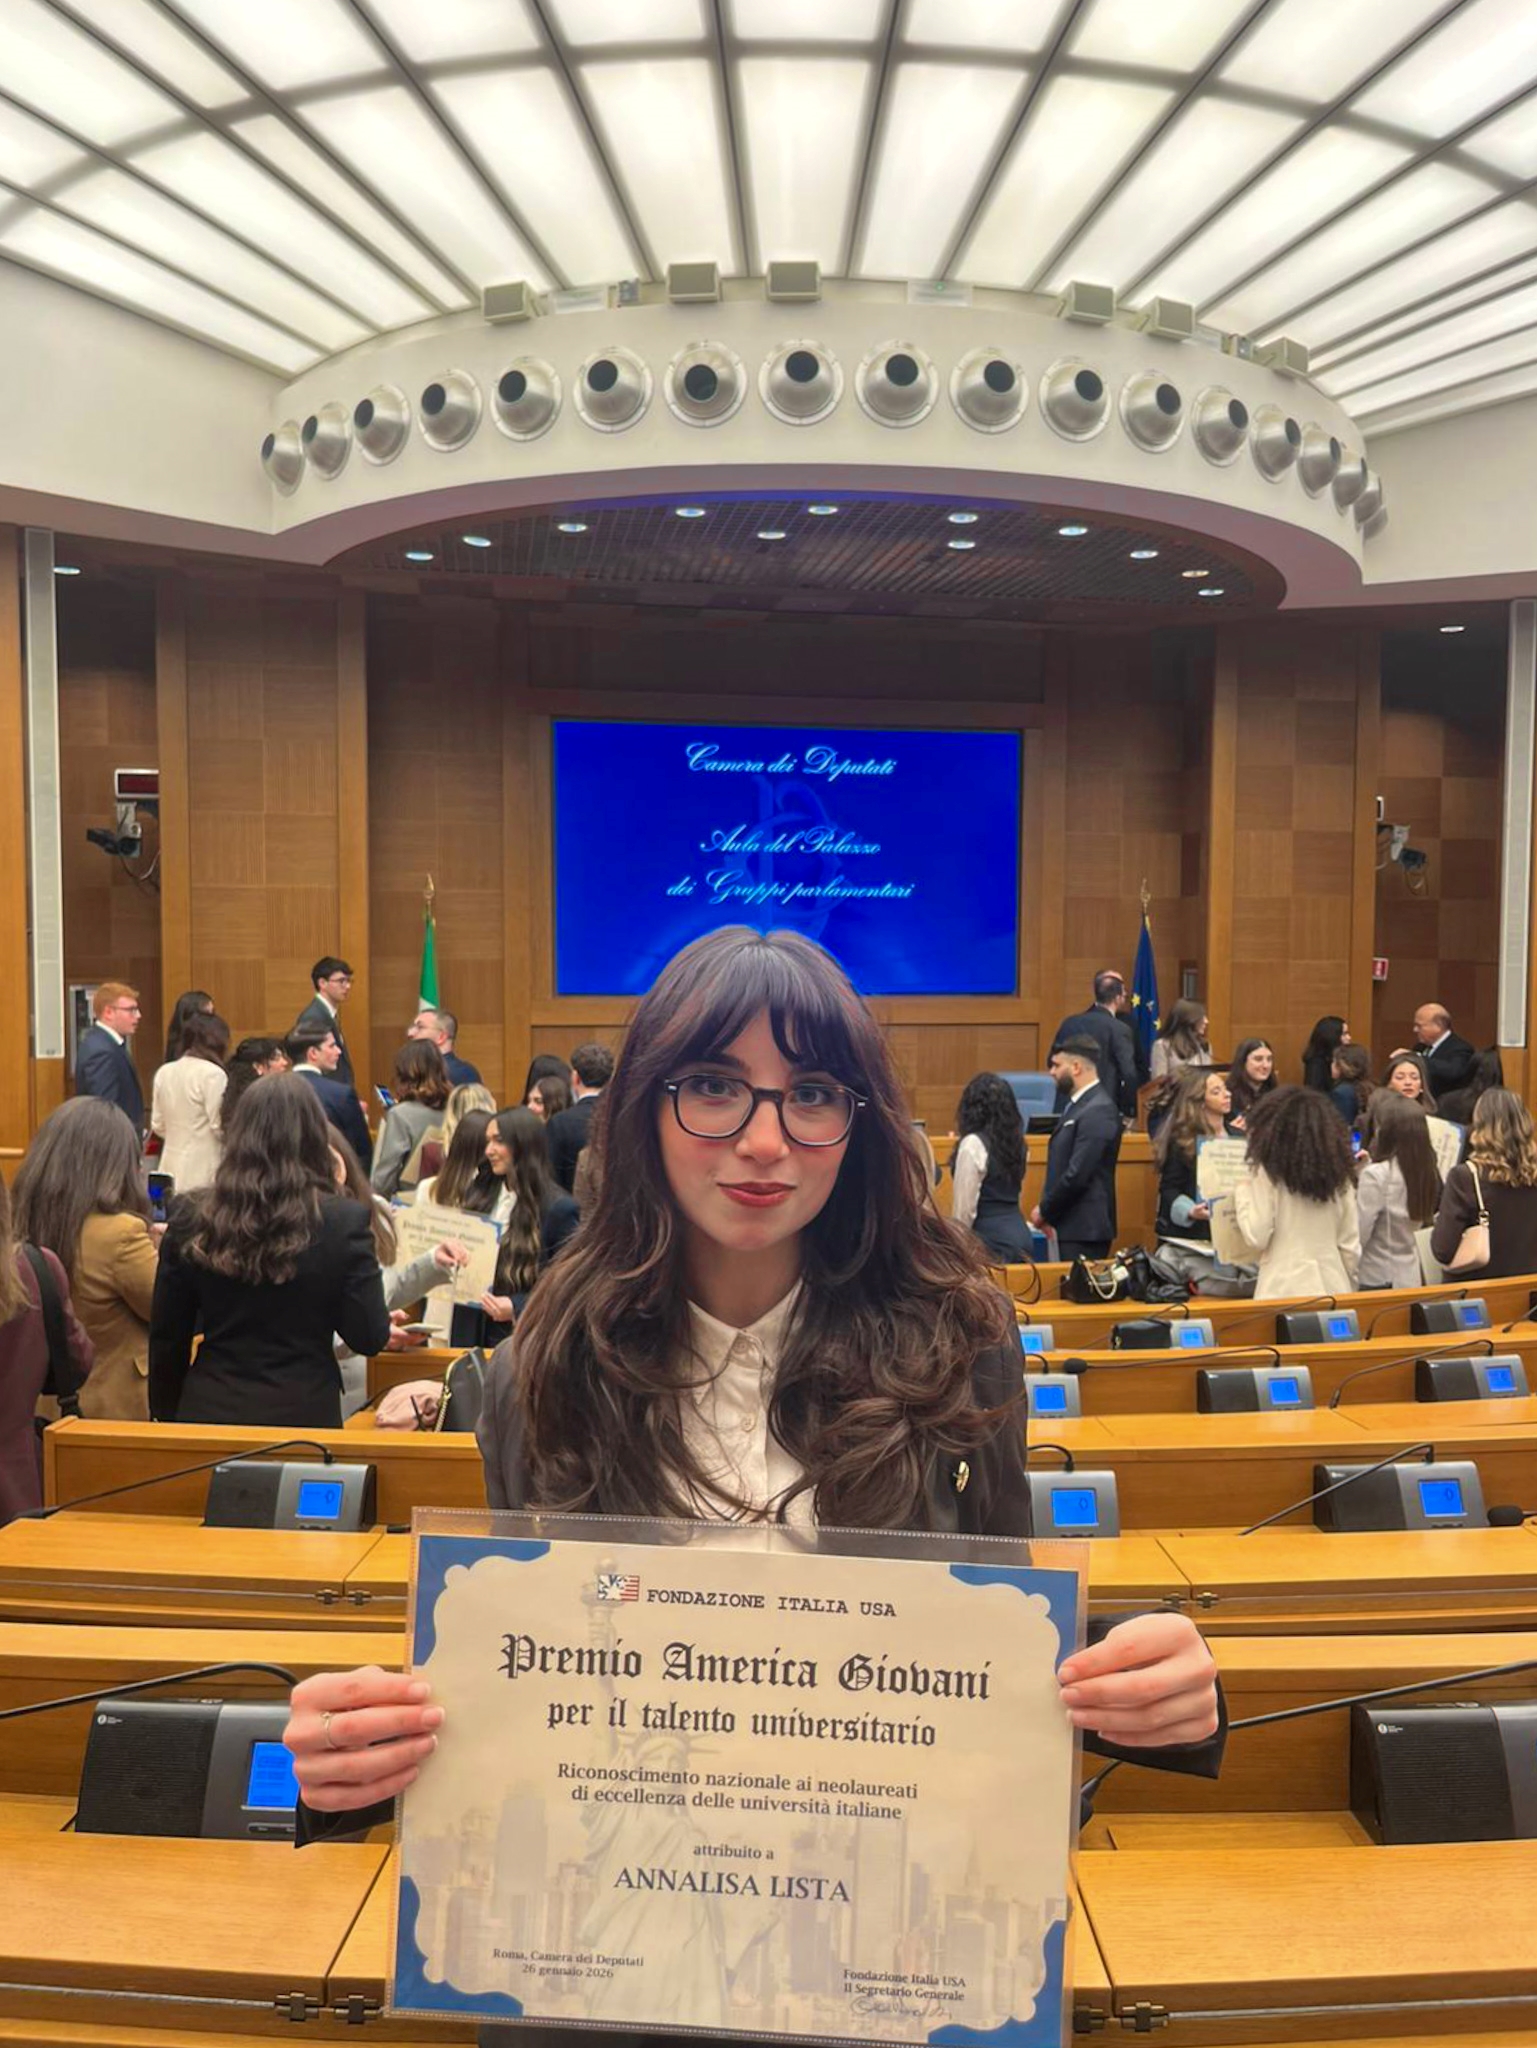 Camera dei Deputati
Aula del Palazzo
dei Gruppi parlamentari
FONDAZIONE ITALIA USA
Premio America Giovani
per il talento universitario
Riconoscimento nazionale ai neolaureati
di eccellenza delle università italiane
attribuito a
ANNALISA LISTA
Roma, Camera dei Deputati
26 gennaio 2026
Fondazione Italia USA
Il Segretario Generale